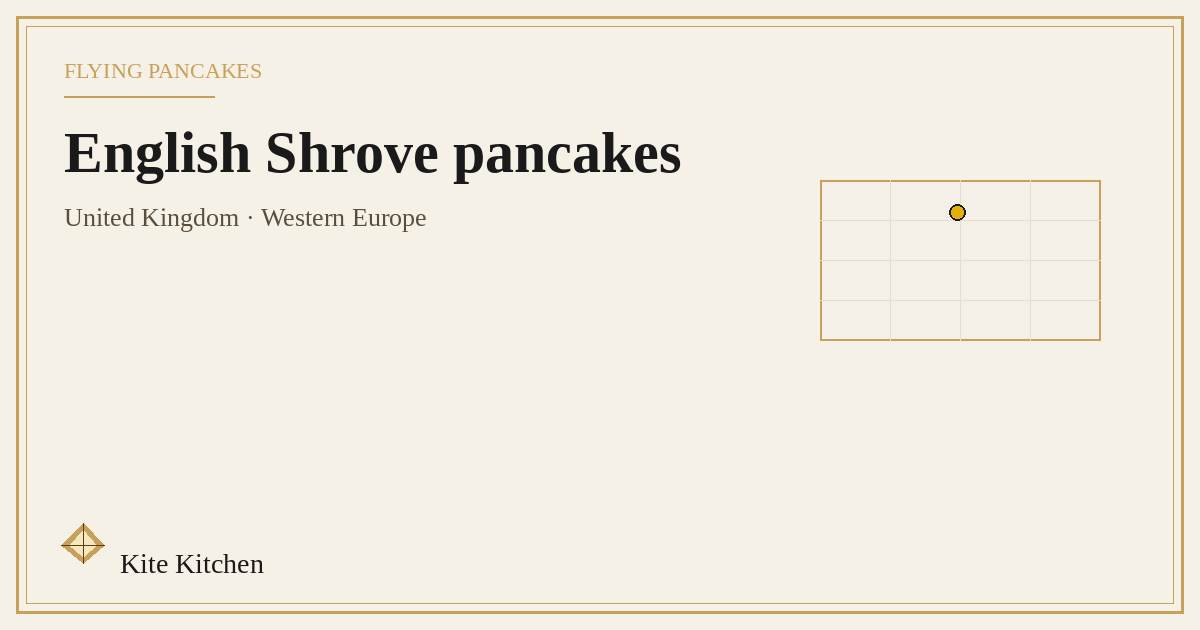 FLYING PANCAKES
English Shrove pancakes
United Kingdom · Western Europe
Kite Kitchen